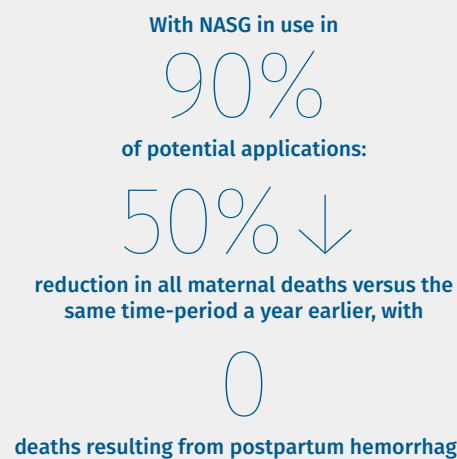 With NASG in use in
90%
of potential applications:
50% ↓
reduction in all maternal deaths versus the
same time-period a year earlier, with
0
deaths resulting from postpartum hemorrhag